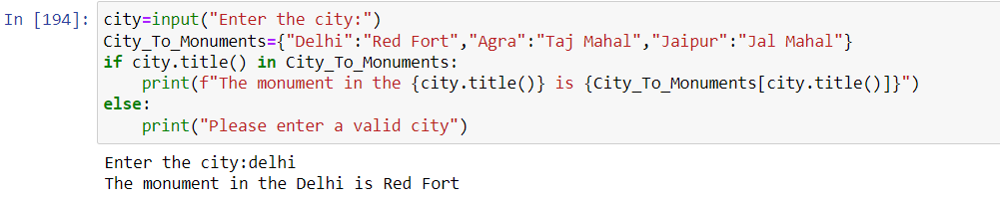 In [194]: city=input("Enter the city:")
City_To_Monuments={"Delhi":"Red Fort","Agra":"Taj Mahal","Jaipur":"Jal Mahal"}
if city.title() in City_To_Monuments:
    print(f"The monument in the {city.title()} is {City_To_Monuments[city.title()]}")
else:
    print("Please enter a valid city")
Enter the city:delhi
The monument in the Delhi is Red Fort